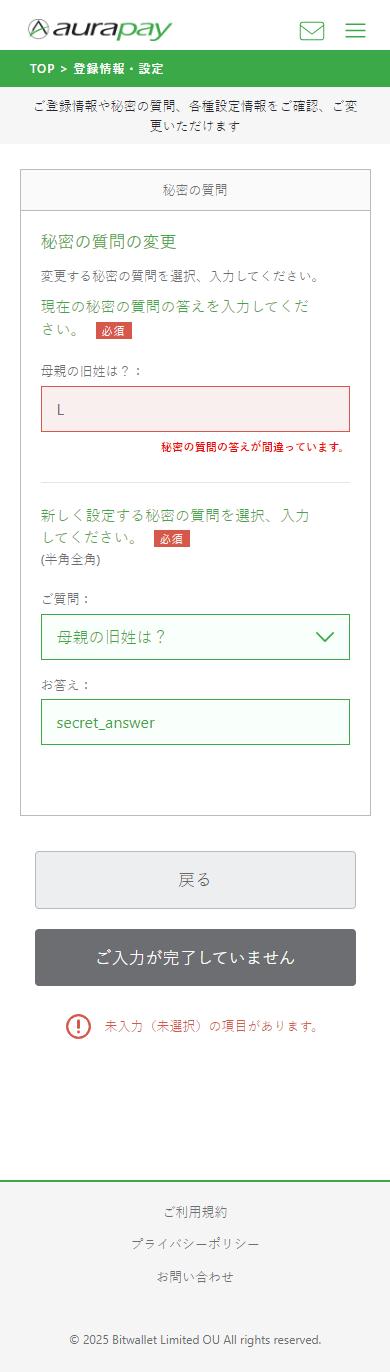 aurapay
TOP > 登録情報・設定
ご登録情報や秘密の質問、各種設定情報をご確認、ご変
更いただけます
秘密の質問
秘密の質問の変更
変更する秘密の質問を選択、入力してください。
現在の秘密の質問の答えを入力してくだ
さい。 必須
母親の旧姓は？：
L
秘密の質問の答えが間違っています。
新しく設定する秘密の質問を選択、入力
してください。 必須
(半角全角)
ご質問：
母親の旧姓は？
お答え：
secret_answer
戻る
ご入力が完了していません
未入力（未選択）の項目があります。
ご利用規約
プライバシーポリシー
お問い合わせ
© 2025 Bitwallet Limited OU All rights reserved.